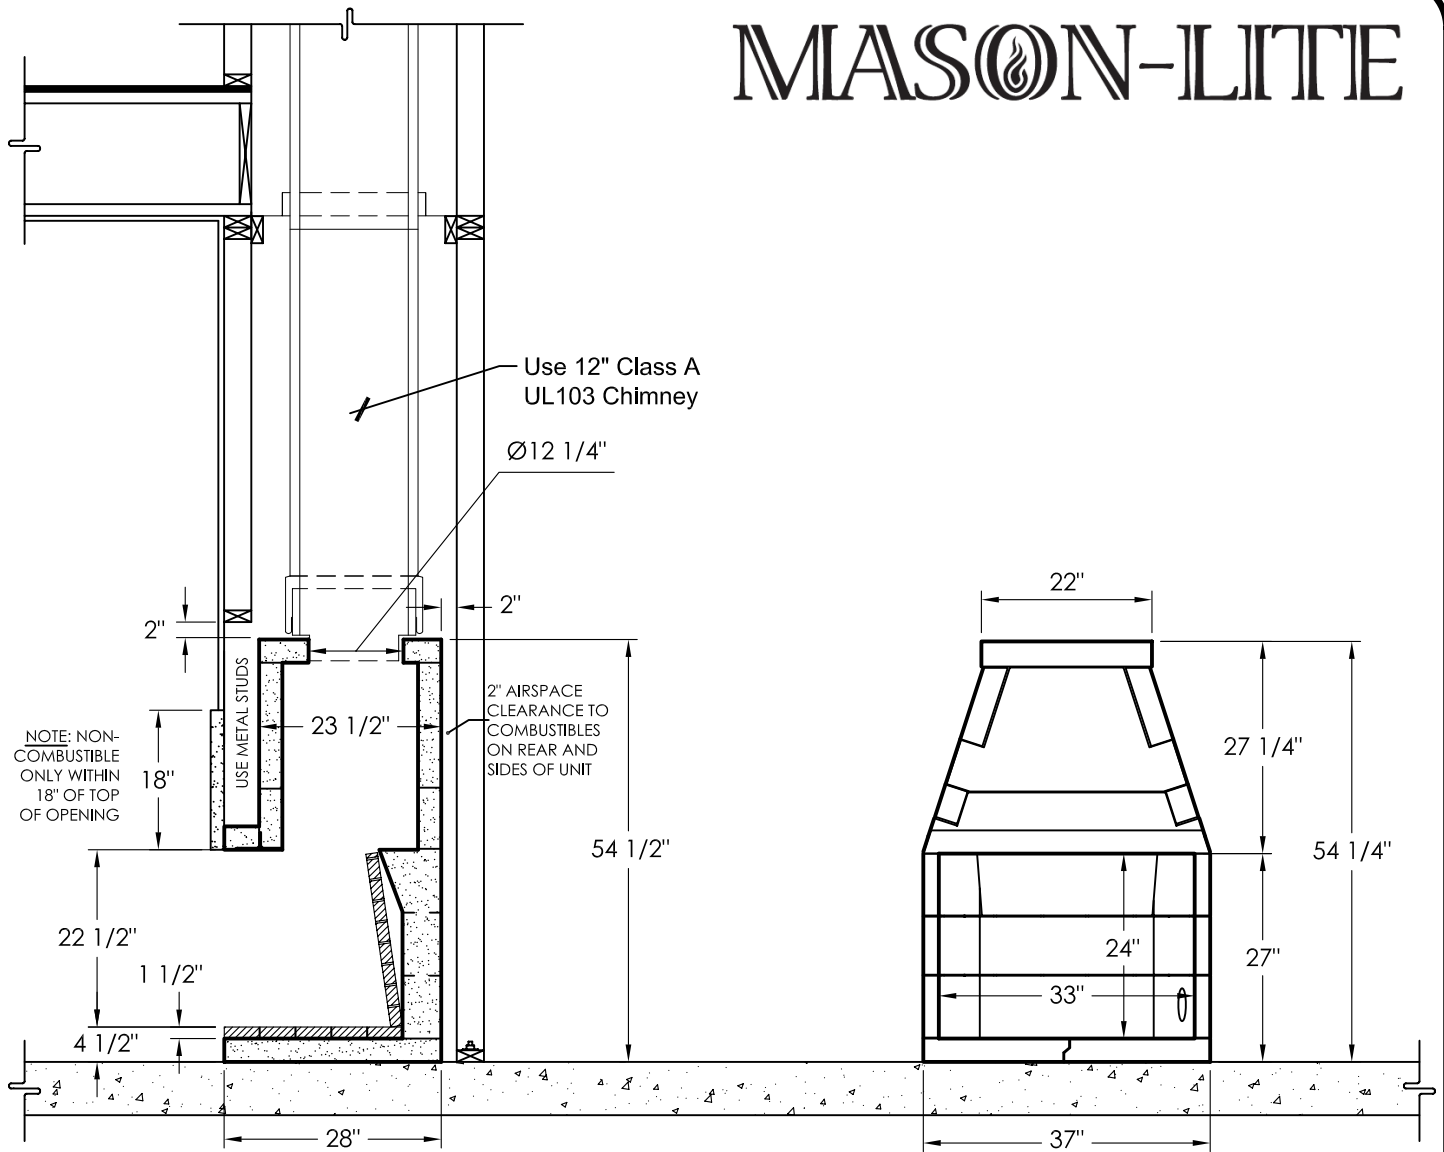 MASON-LITE
Use 12" Class A
UL103 Chimney
Ø12 1/4"
2"
2"
22"
USE METAL STUDS
23 1/2"
2" AIRSPACE
CLEARANCE TO
COMBUSTIBLES
ON REAR AND
SIDES OF UNIT
NOTE: NON-
COMBUSTIBLE
ONLY WITHIN
18" OF TOP
OF OPENING
18"
27 1/4"
54 1/2"
54 1/4"
22 1/2"
1 1/2"
4 1/2"
24"
27"
33"
28"
37"